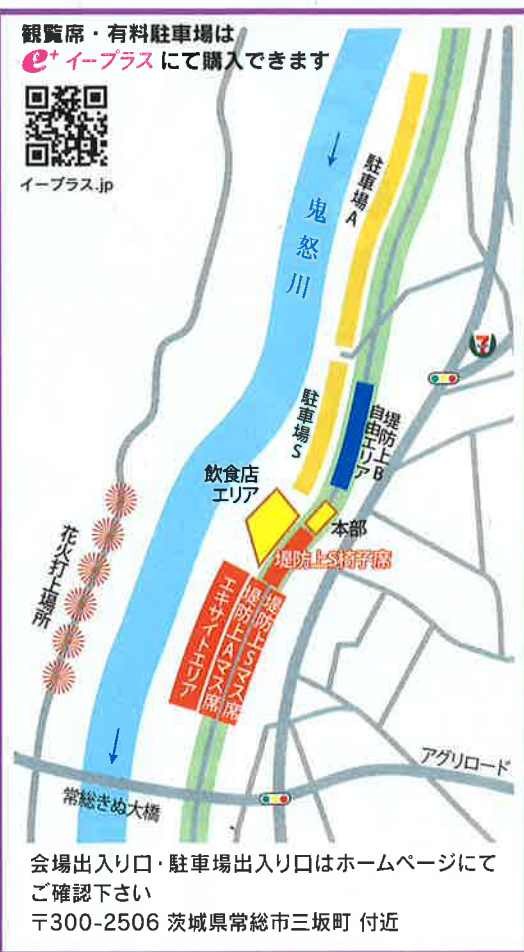 観覧席・有料駐車場は
e+ イープラス にて購入できます
イープラス.jp
↓
鬼怒川
駐車場A
7
駐車場S
堤防上B
自由エリア
飲食店
エリア
本部
堤防上S椅子席
花火打上場所
堤防上Sマス席
堤防上Aマス席
エキサイトエリア
↓
アグリロード
常総きぬ大橋
会場出入り口・駐車場出入り口はホームページにて
ご確認下さい
〒300-2506 茨城県常総市三坂町 付近